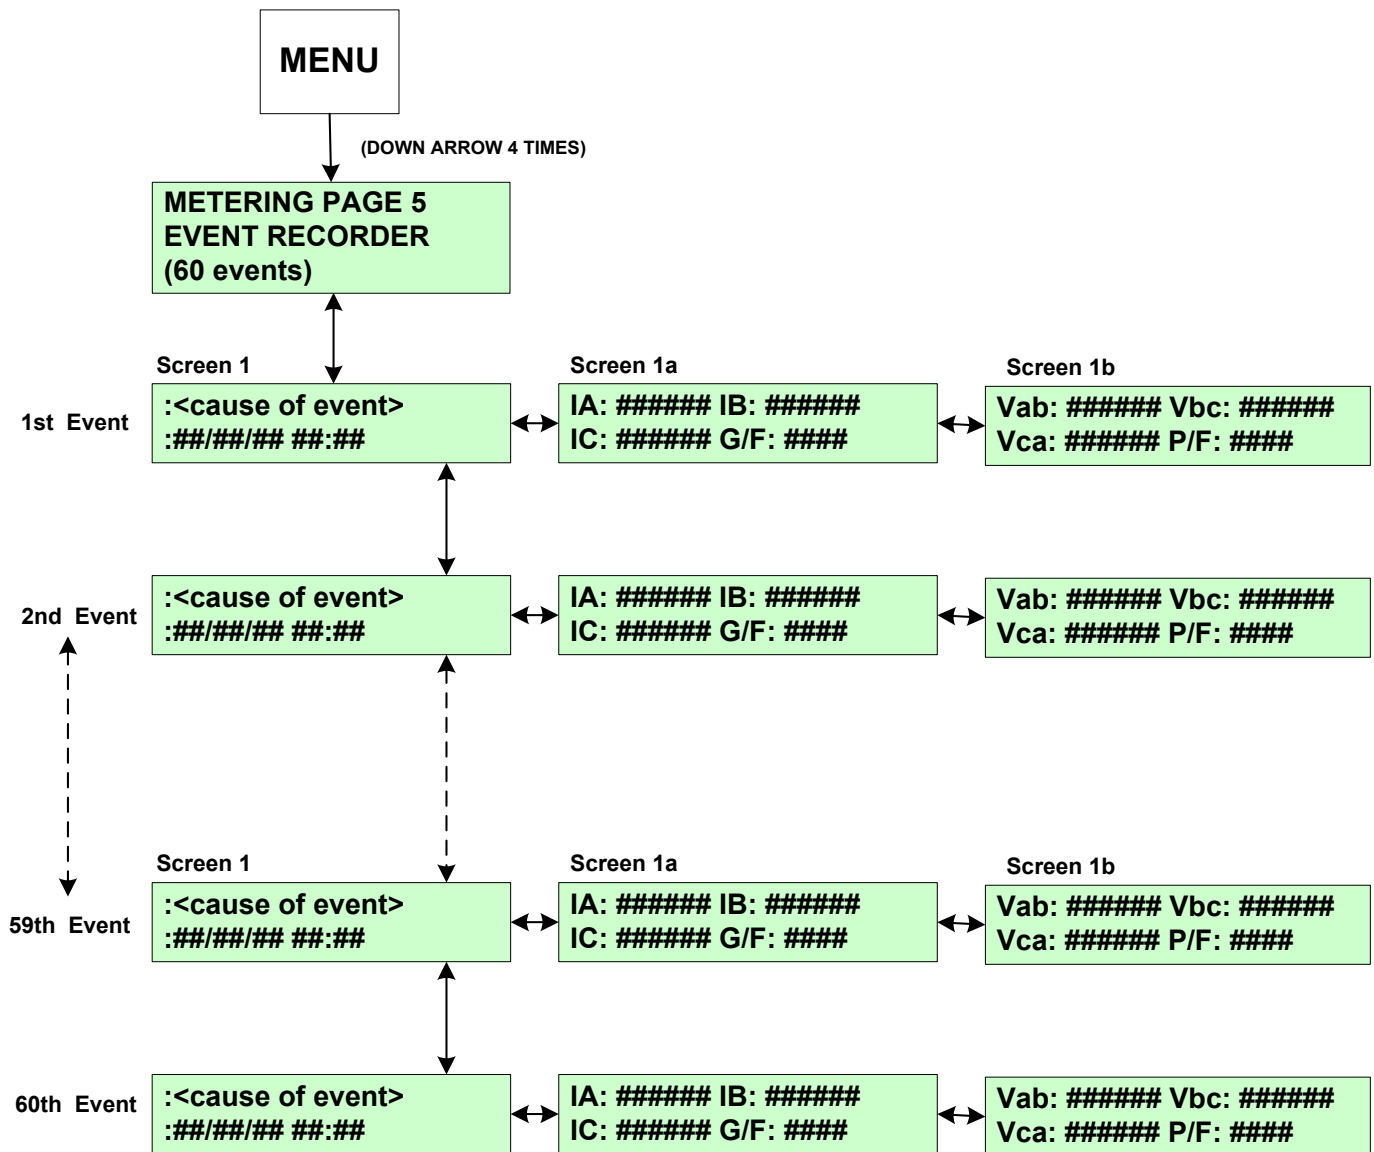 MENU
(DOWN ARROW 4 TIMES)
METERING PAGE 5
EVENT RECORDER
(60 events)
Screen 1
Screen 1a
Screen 1b
1st Event
:<cause of event>
:##/##/## ##:##
IA: ###### IB: ######
IC: ###### G/F: ####
Vab: ###### Vbc: ######
Vca: ###### P/F: ####
2nd Event
:<cause of event>
:##/##/## ##:##
IA: ###### IB: ######
IC: ###### G/F: ####
Vab: ###### Vbc: ######
Vca: ###### P/F: ####
Screen 1
Screen 1a
Screen 1b
59th Event
:<cause of event>
:##/##/## ##:##
IA: ###### IB: ######
IC: ###### G/F: ####
Vab: ###### Vbc: ######
Vca: ###### P/F: ####
60th Event
:<cause of event>
:##/##/## ##:##
IA: ###### IB: ######
IC: ###### G/F: ####
Vab: ###### Vbc: ######
Vca: ###### P/F: ####